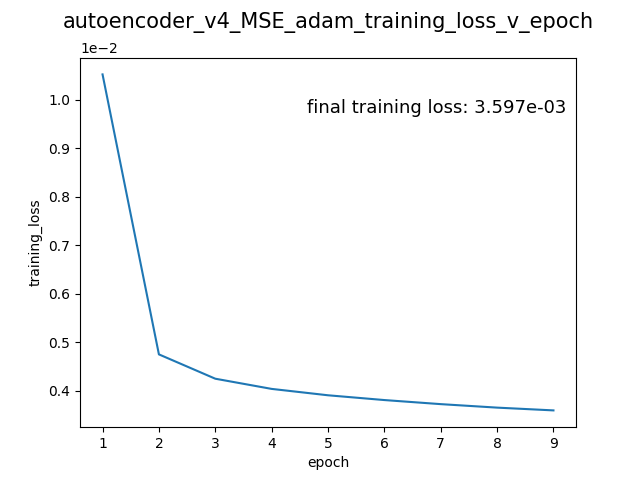 autoencoder_v4_MSE_adam_training_loss_v_epoch
1e−2
final training loss: 3.597e-03
1.0
0.9
0.8
0.7
0.6
0.5
0.4
training_loss
1 2 3 4 5 6 7 8 9
epoch